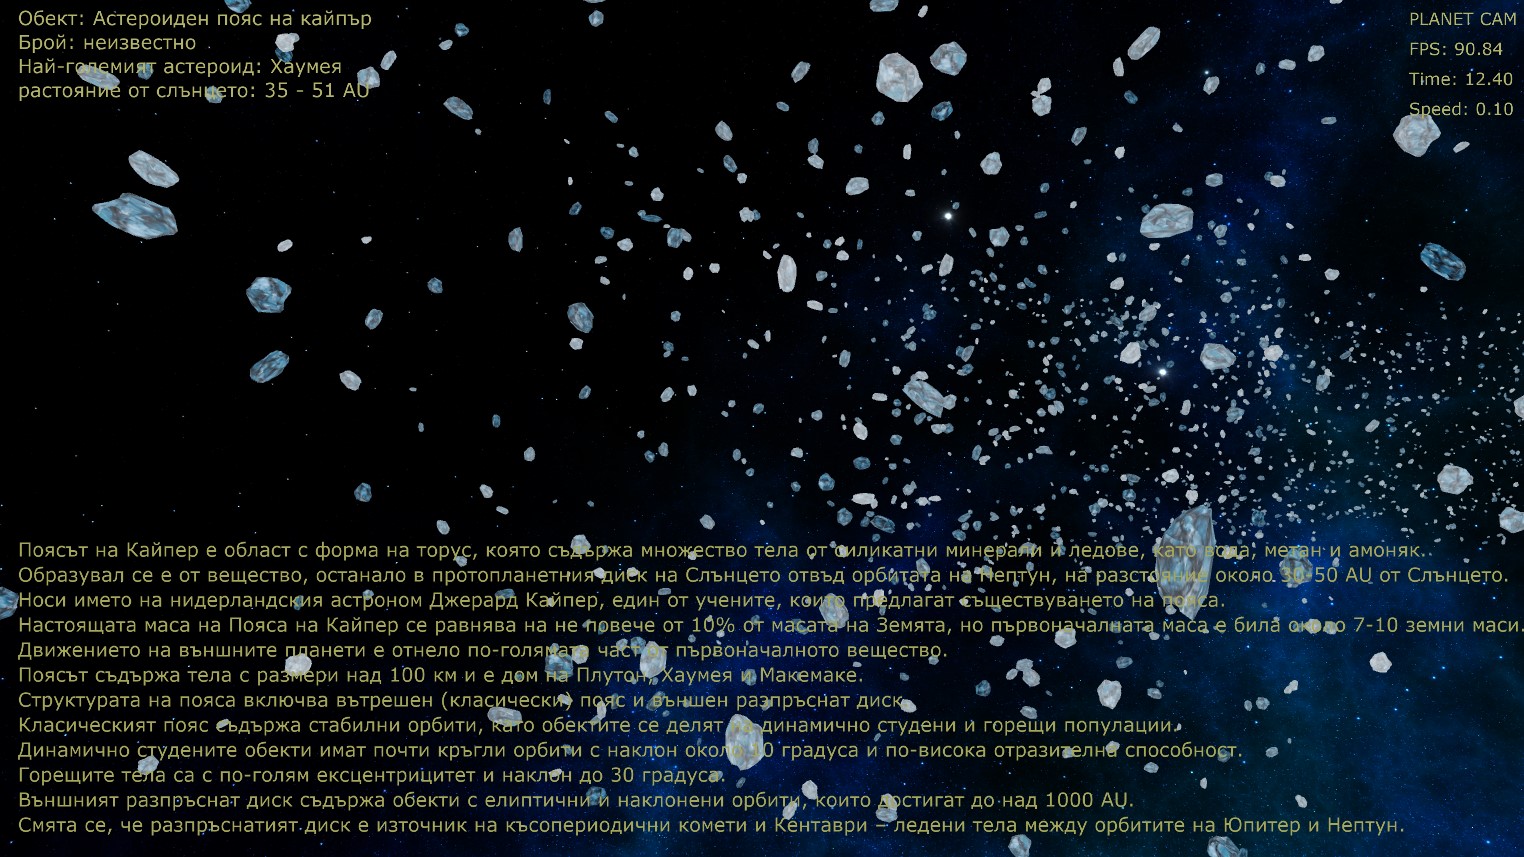 Обект: Астероиден пояс на кайпър
Брой: неизвестно
Най-големият астероид: Хаумея
растояние от слънцето: 35 - 51 AU
PLANET CAM
FPS: 90.84
Time: 12.40
Speed: 0.10
Поясът на Кайпер е област с форма на торус, която съдържа множество тела от силикатни минерали и ледове, като вода, метан и амоняк.
Образувал се е от вещество, останало в протопланетния диск на Слънцето отвъд орбитата на Нептун, на разстояние около 30-50 AU от Слънцето.
Носи името на нидерландския астроном Джерард Кайпер, един от учените, които предлагат съществуването на пояса.
Настоящата маса на Пояса на Кайпер се равнява на не повече от 10% от масата на Земята, но първоначалната маса е била около 7-10 земни маси.
Движението на външните планети е отнело по-голямата част от първоначалното вещество.
Поясът съдържа тела с размери над 100 км и е дом на Плутон, Хаумея и Макемаке.
Структурата на пояса включва вътрешен (класически) пояс и външен разпръснат диск.
Класическият пояс съдържа стабилни орбити, като обектите се делят на динамично студени и горещи популации.
Динамично студените обекти имат почти кръгли орбити с наклон около 10 градуса и по-висока отразителна способност.
Горещите тела са с по-голям ексцентрицитет и наклон до 30 градуса.
Външният разпръснат диск съдържа обекти с елиптични и наклонени орбити, които достигат до над 1000 AU.
Смята се, че разпръснатият диск е източник на късопериодични комети и Кентаври – ледени тела между орбитите на Юпитер и Нептун.